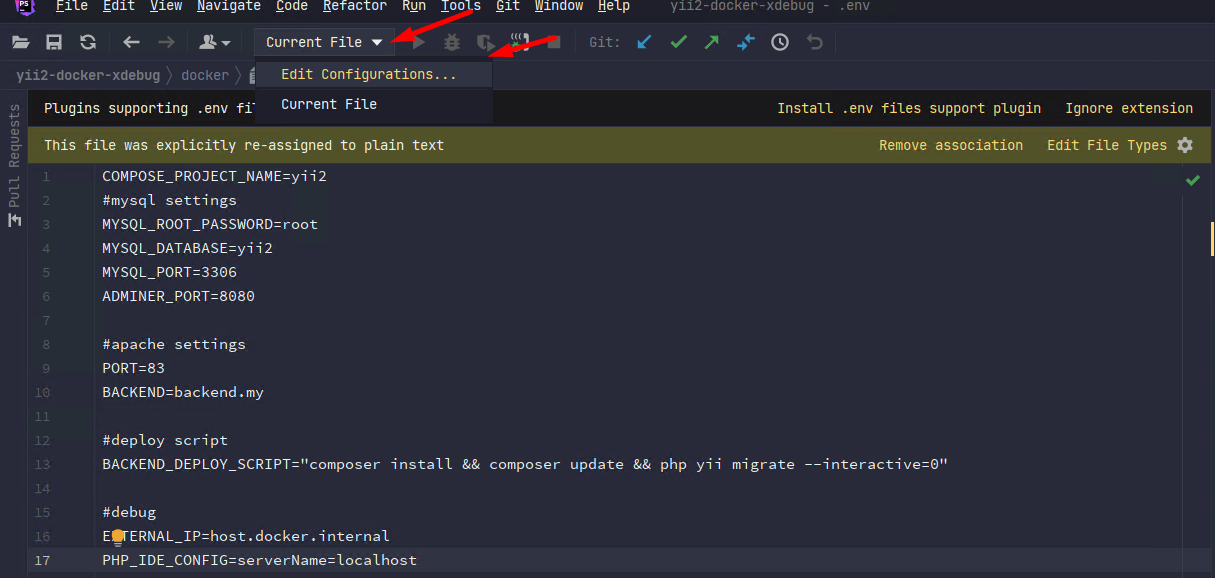 PS File Edit View Navigate Code Refactor Run Tools Git Window Help yii2-docker-xdebug - .env
Current File Git:
yii2-docker-xdebug docker
Edit Configurations...
Current File
Pull Requests
Plugins supporting .env fi Install .env files support plugin Ignore extension
This file was explicitly re-assigned to plain text Remove association Edit File Types
1 COMPOSE_PROJECT_NAME=yii2
2 #mysql settings
3 MYSQL_ROOT_PASSWORD=root
4 MYSQL_DATABASE=yii2
5 MYSQL_PORT=3306
6 ADMINER_PORT=8080
7
8 #apache settings
9 PORT=83
10 BACKEND=backend.my
11
12 #deploy script
13 BACKEND_DEPLOY_SCRIPT="composer install && composer update && php yii migrate --interactive=0"
14
15 #debug
16 EXTERNAL_IP=host.docker.internal
17 PHP_IDE_CONFIG=serverName=localhost